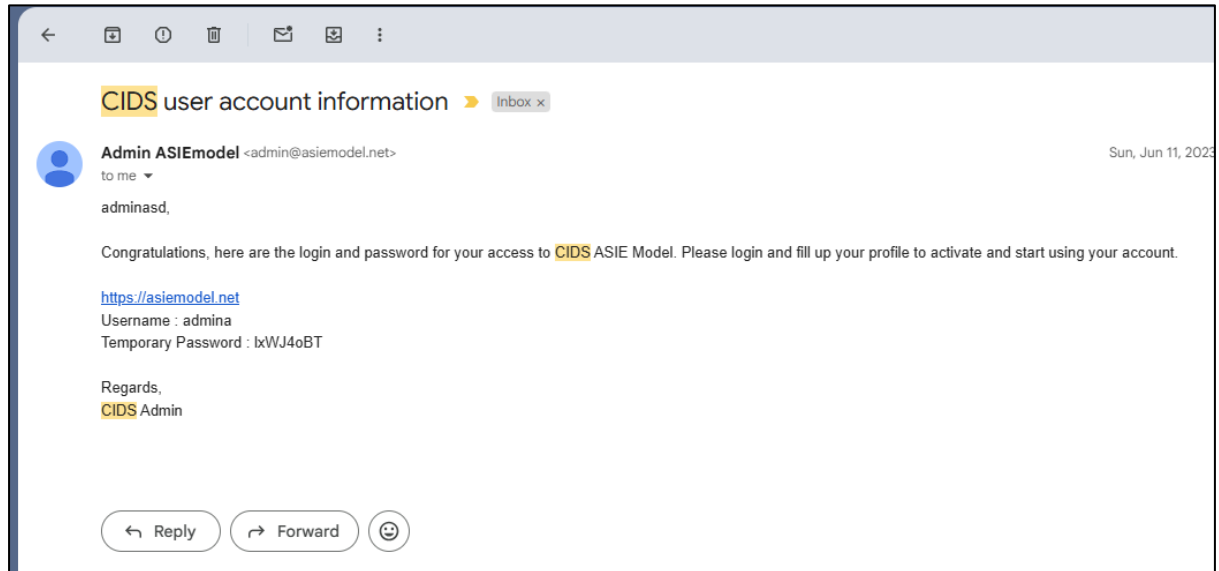 CIDS user account information Inbox ×
Admin ASIEmodel <admin@asiemodel.net> Sun, Jun 11, 2023
to me
adminasd,
Congratulations, here are the login and password for your access to CIDS ASIE Model. Please login and fill up your profile to activate and start using your account.
https://asiemodel.net
Username : admina
Temporary Password : IxWJ4oBT
Regards,
CIDS Admin
Reply Forward